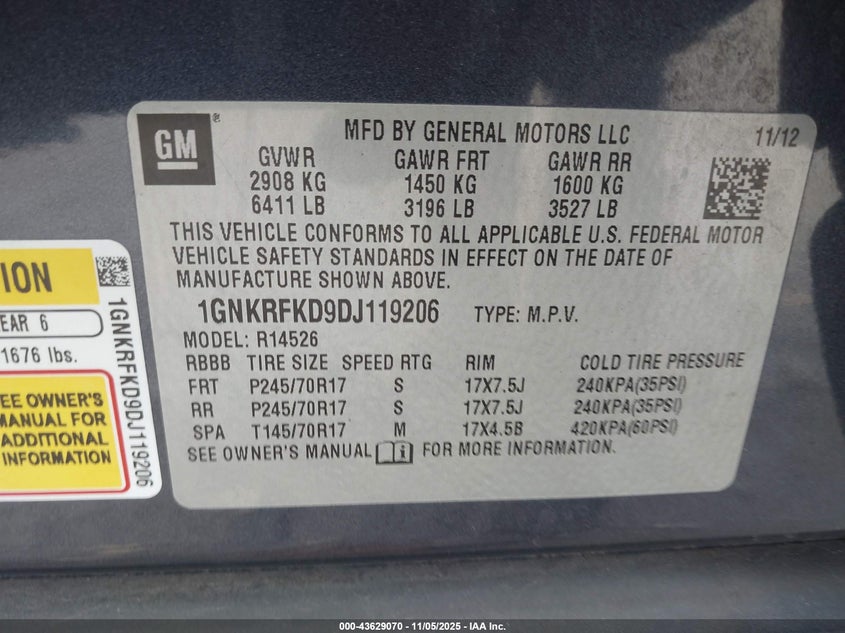 GM
MFD BY GENERAL MOTORS LLC 11/12
GVWR GAWR FRT GAWR RR
2908 KG 1450 KG 1600 KG
6411 LB 3196 LB 3527 LB
THIS VEHICLE CONFORMS TO ALL APPLICABLE U.S. FEDERAL MOTOR
VEHICLE SAFETY STANDARDS IN EFFECT ON THE DATE OF
MANUFACTURE SHOWN ABOVE.
1GNKRFKD9DJ119206 TYPE: M.P.V.
MODEL: R14526
RBBB TIRE SIZE SPEED RTG RIM COLD TIRE PRESSURE
FRT P245/70R17 S 17X7.5J 240KPA(35PSI)
RR P245/70R17 S 17X7.5J 240KPA(35PSI)
SPA T145/70R17 M 17X4.5B 420KPA(60PSI)
SEE OWNER'S MANUAL FOR MORE INFORMATION.
ION
EAR 6
1676 lbs.
EE OWNER'S
MANUAL FOR
ADDITIONAL
INFORMATION
1GNKRFKD9DJ119206
000-43629070 - 11/05/2025 - IAA Inc.